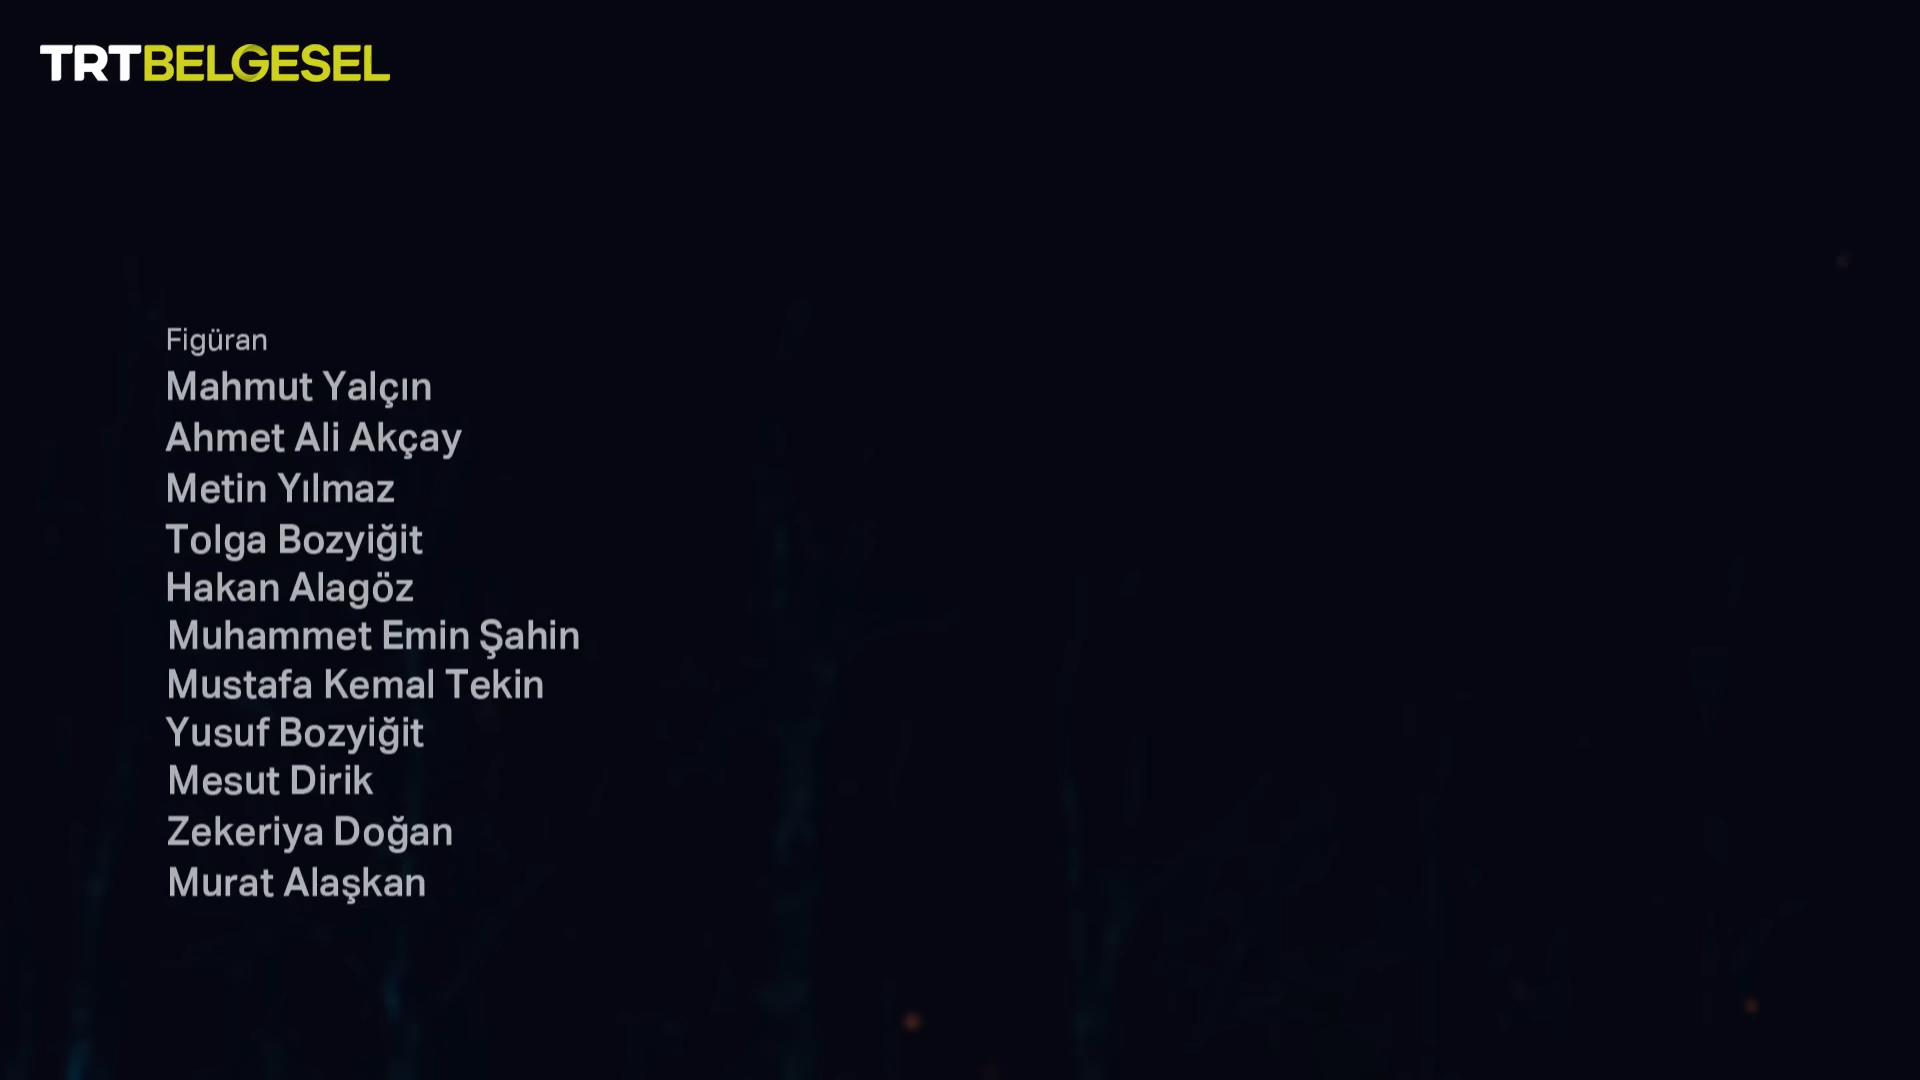 TRTBELGESEL
Figüran
Mahmut Yalçın
Ahmet Ali Akçay
Metin Yılmaz
Tolga Bozyiğit
Hakan Alagöz
Muhammet Emin Şahin
Mustafa Kemal Tekin
Yusuf Bozyiğit
Mesut Dirik
Zekeriya Doğan
Murat Alaşkan